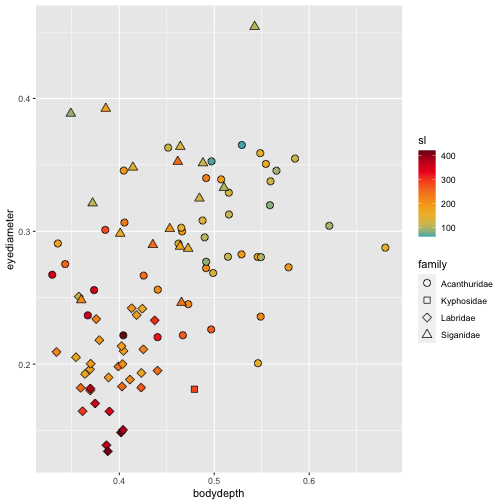 0.4
0.3
0.2
eyediameter
0.4
0.5
0.6
bodydepth
sl
400
300
200
100
family
Acanthuridae
Kyphosidae
Labridae
Siganidae